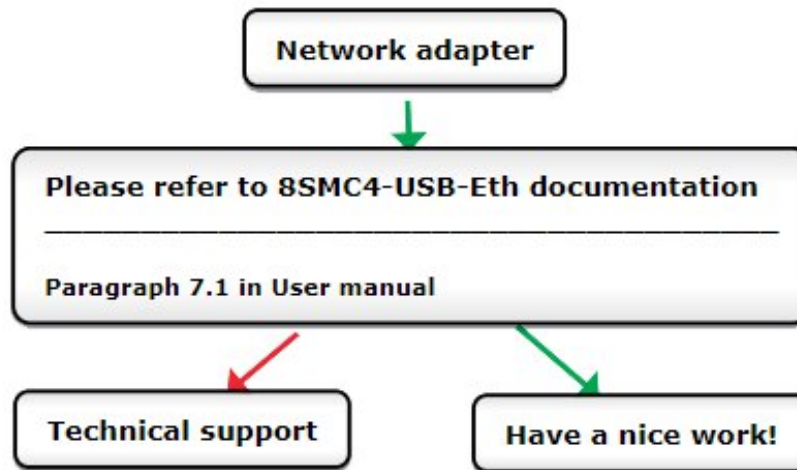 Network adapter
Please refer to 8SMC4-USB-Eth documentation
Paragraph 7.1 in User manual
Technical support
Have a nice work!